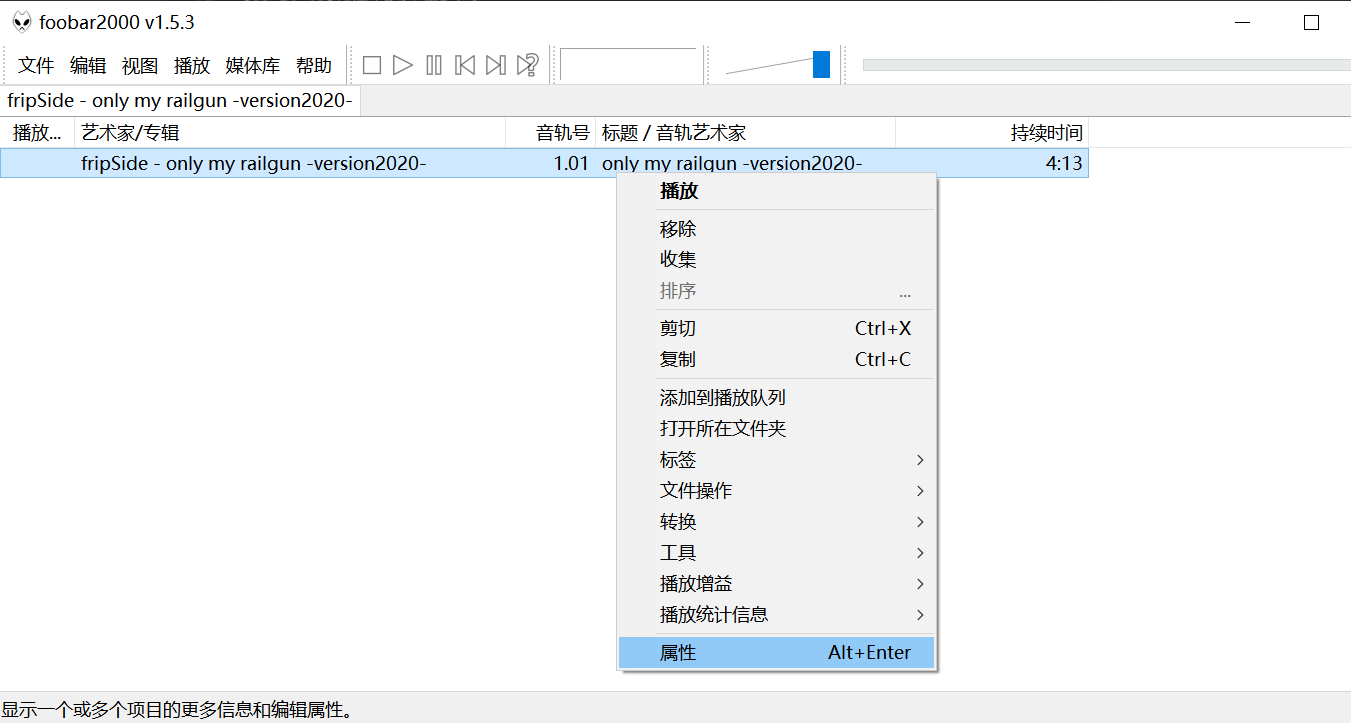 foobar2000 v1.5.3
文件 编辑 视图 播放 媒体库 帮助
fripSide - only my railgun -version2020-
播放... 艺术家/专辑 音轨号 标题 / 音轨艺术家 持续时间
fripSide - only my railgun -version2020- 1.01 only my railgun -version2020- 4:13
播放
移除
收集
排序 ...
剪切 Ctrl+X
复制 Ctrl+C
添加到播放队列
打开所在文件夹
标签
文件操作
转换
工具
播放增益
播放统计信息
属性 Alt+Enter
显示一个或多个项目的更多信息和编辑属性。